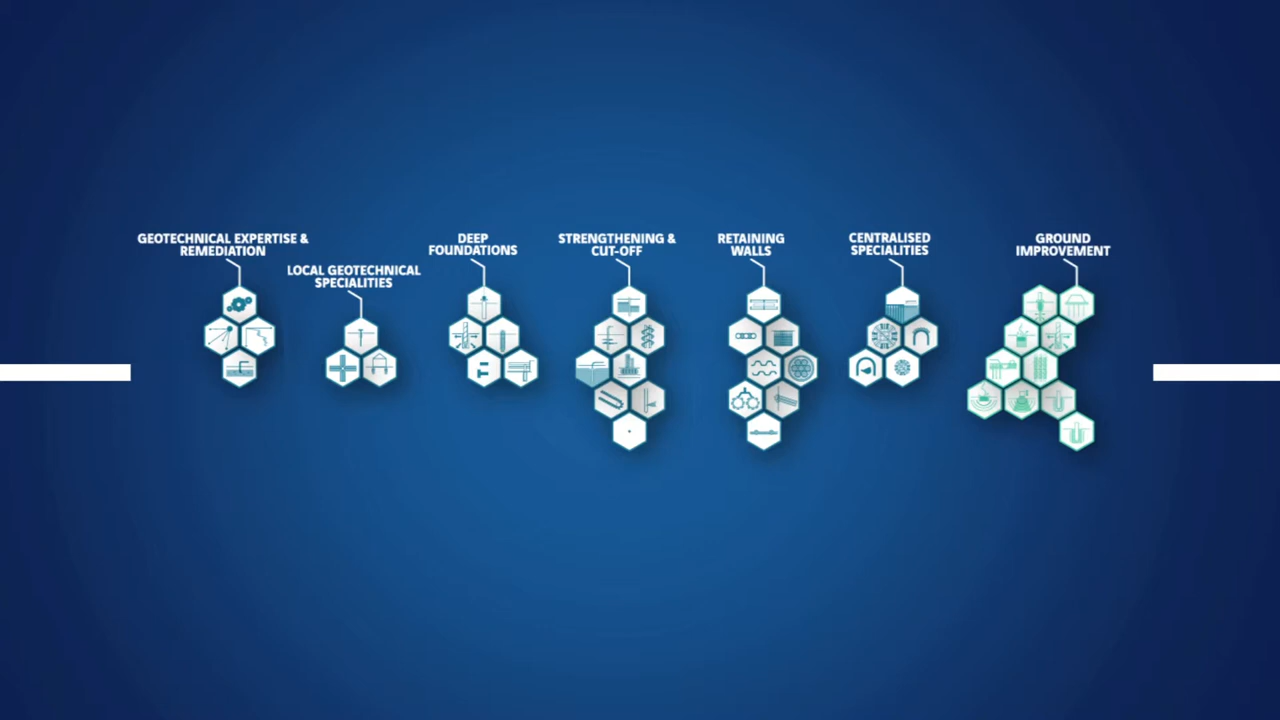 GEOTECHNICAL EXPERTISE &
REMEDIATION
LOCAL GEOTECHNICAL
SPECIALITIES
DEEP
FOUNDATIONS
STRENGTHENING &
CUT-OFF
RETAINING
WALLS
CENTRALISED
SPECIALITIES
GROUND
IMPROVEMENT